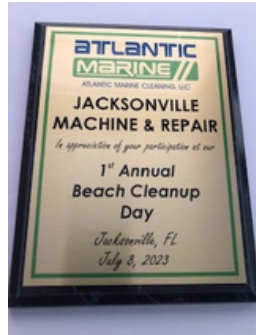 ATLANTIC
MARINE //
ATLANTIC MARINE CLEANING, LLC
JACKSONVILLE
MACHINE & REPAIR
In appreciation of your participation at our
1st Annual
Beach Cleanup
Day
Jacksonville, FL
July 8, 2023